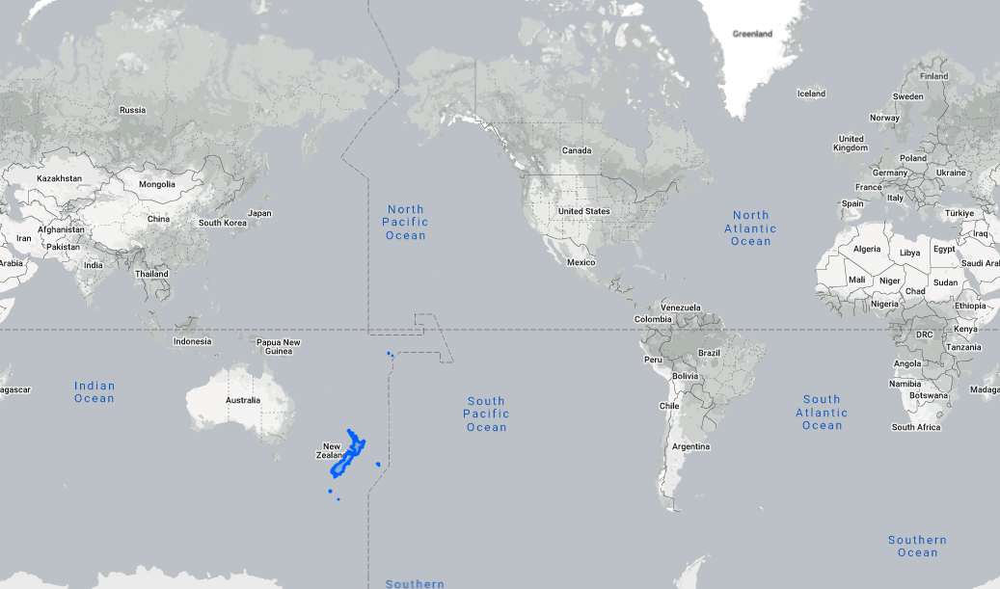 Greenland
Finland
Iceland
Sweden
Russia
Norway
United
Kingdom
Canada
Poland
Kazakhstan
Mongolia
Germany
Ukraine
France
Italy
Spain
North
Pacific
Ocean
United States
North
Atlantic
Ocean
Japan
China
South Korea
Türkiye
Afghanistan
Iran
Iraq
Pakistan
Algeria
Libya
Egypt
Arabia
India
Mexico
Saudi Ara
Thailand
Mali
Niger
Sudan
Chad
Nigeria
Ethiopia
Venezuela
Colombia
Kenya
DRC
Indonesia
Papua New
Guinea
Tanzania
Peru
Brazil
Angola
Bolivia
Namibia
agascar
Indian
Ocean
Madaga
Botswana
Australia
South
Pacific
Ocean
Chile
South
Atlantic
Ocean
South Africa
New
Zealand
Argentina
Southern
Ocean
Southern